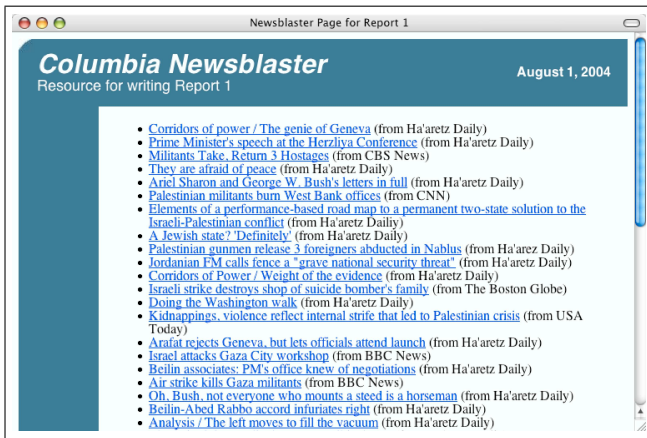 Newsblaster Page for Report 1
Columbia Newsblaster
Resource for writing Report 1
August 1, 2004
Corridors of power / The genie of Geneva (from Ha'aretz Daily)
Prime Minister's speech at the Herzliya Conference (from Ha'aretz Daily)
Militants Take, Return 3 Hostages (from CBS News)
They are afraid of peace (from Ha'aretz Daily)
Ariel Sharon and George W. Bush's letters in full (from Ha'aretz Daily)
Palestinian militants burn West Bank offices (from CNN)
Elements of a performance-based road map to a permanent two-state solution to the
Israeli-Palestinian conflict (from Ha'aretz Dailiy)
A Jewish state? 'Definitely' (from Ha'aretz Daily)
Palestinian gunmen release 3 foreigners abducted in Nablus (from Ha'arez Daily)
Jordanian FM calls fence a "grave national security threat" (from Ha'aretz Daily)
Corridors of Power / Weight of the evidence (from Ha'aretz Daily)
Israeli strike destroys shop of suicide bomber's family (from The Boston Globe)
Doing the Washington walk (from Ha'aretz Daily)
Kidnappings, violence reflect internal strife that led to Palestinian crisis (from USA
Today)
Arafat rejects Geneva, but lets officials attend launch (from Ha'aretz Daily)
Israel attacks Gaza City workshop (from BBC News)
Beilin associates: PM's office knew of negotiations (from Ha'aretz Daily)
Air strike kills Gaza militants (from BBC News)
Oh, Bush, not everyone who mounts a steed is a horseman (from Ha'aretz Daily)
Beilin-Abed Rabbo accord infuriates right (from Ha'aretz Daily)
Analysis / The left moves to fill the vacuum (from Ha'aretz Daily)